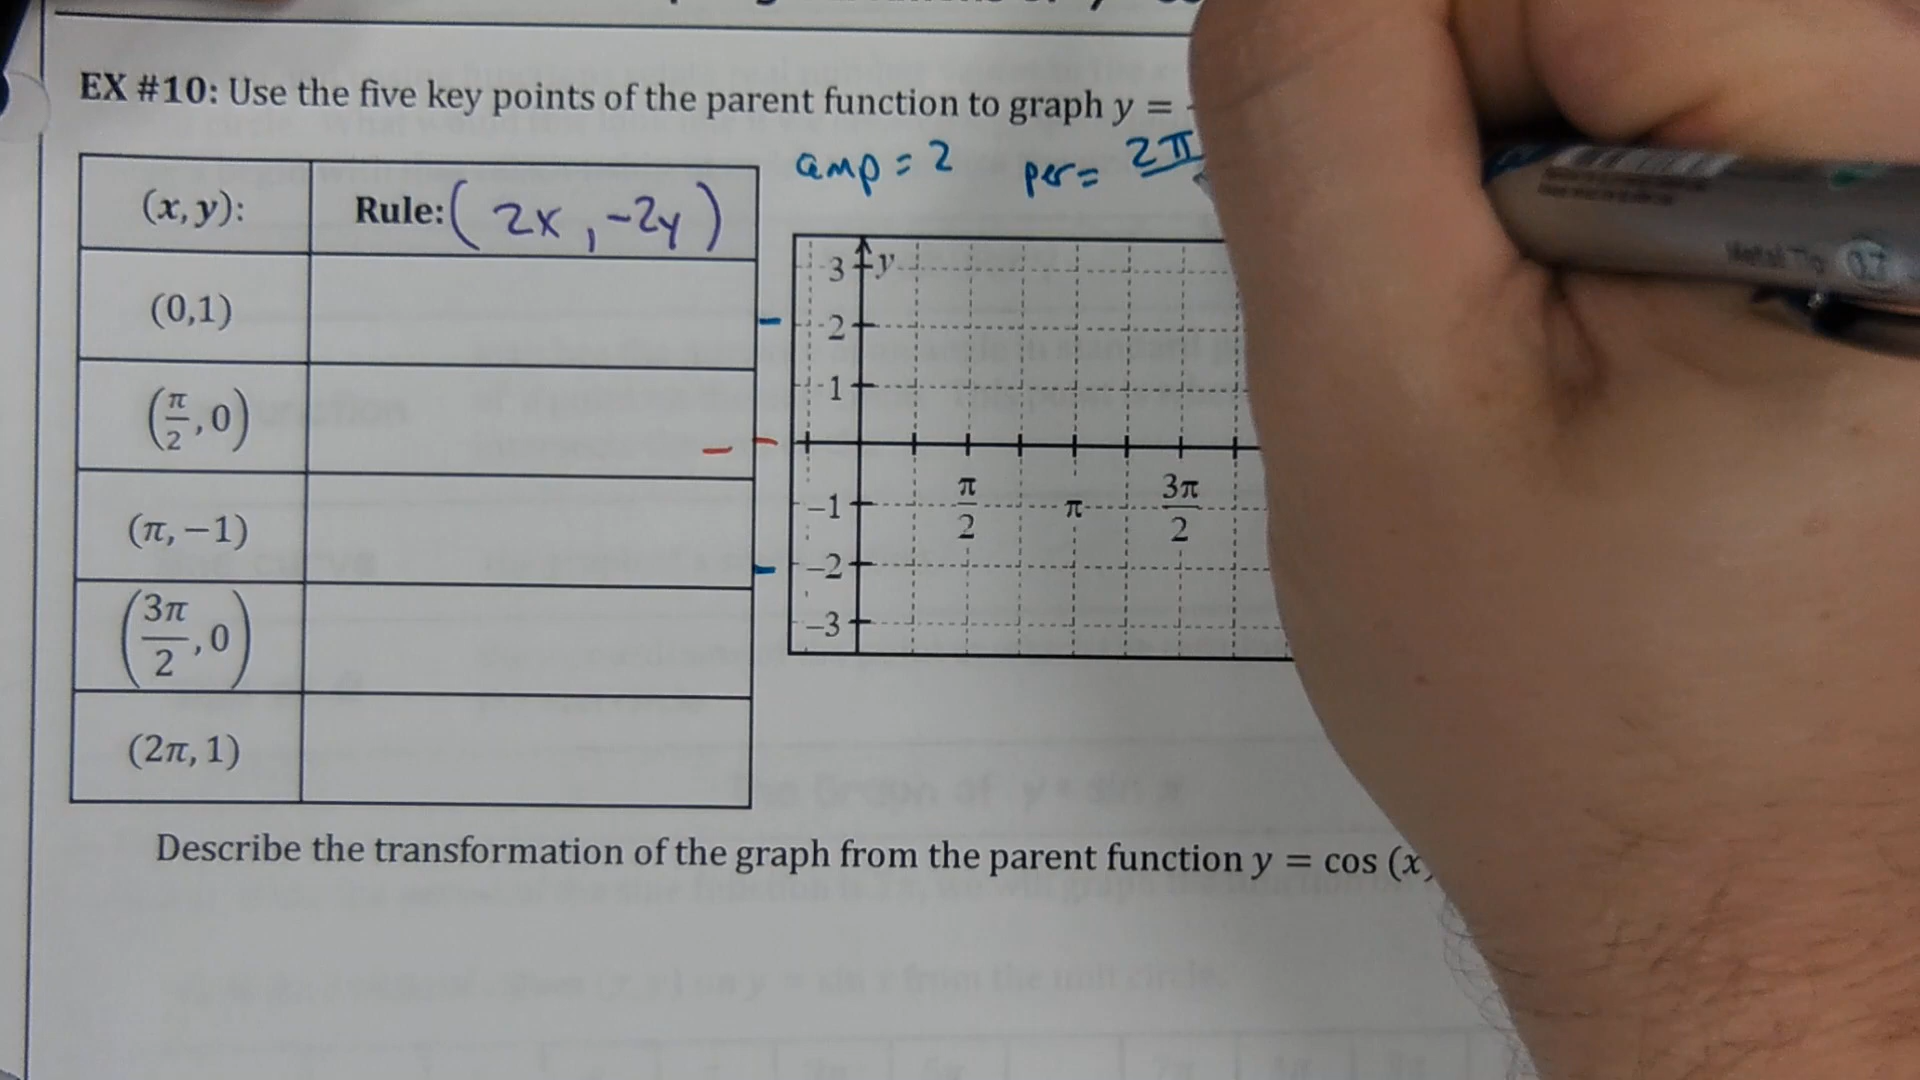 EX #10: Use the five key points of the parent function to graph y =
amp = 2 per = 2π
(x, y): Rule: (2x, -2y)
(0,1)
(π/2, 0)
(π, −1)
(3π/2, 0)
(2π, 1)
3 y
2
1
−1
−2
−3
π/2 π 3π/2
Describe the transformation of the graph from the parent function y = cos (x